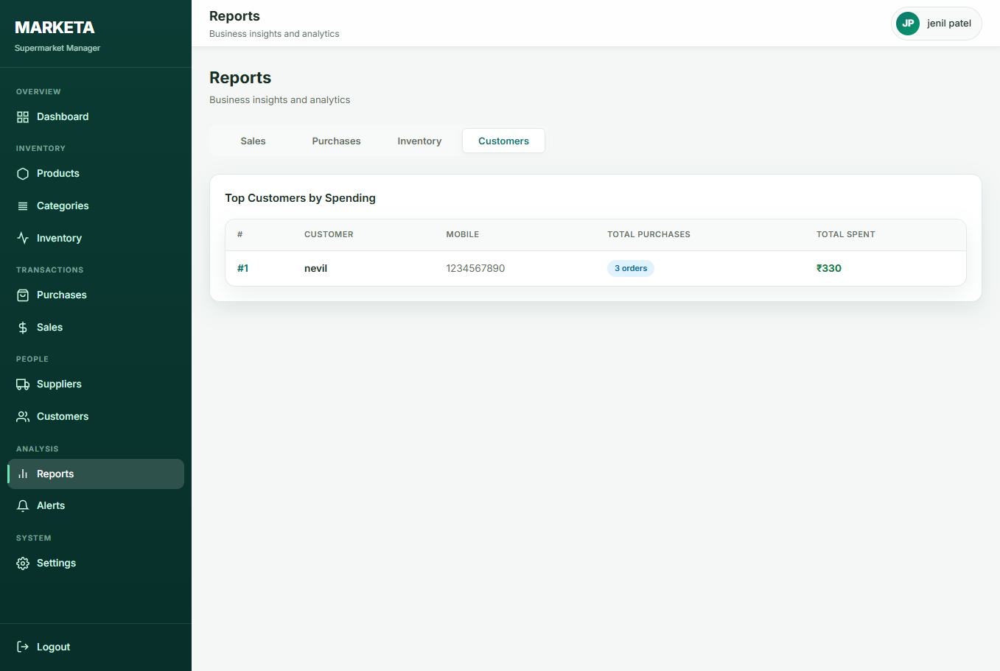 MARKETA
Supermarket Manager
OVERVIEW
Dashboard
INVENTORY
Products
Categories
Inventory
TRANSACTIONS
Purchases
Sales
PEOPLE
Suppliers
Customers
ANALYSIS
Reports
Alerts
SYSTEM
Settings
Logout
Reports
Business insights and analytics
JP jenil patel
Reports
Business insights and analytics
Sales Purchases Inventory Customers
Top Customers by Spending
# CUSTOMER MOBILE TOTAL PURCHASES TOTAL SPENT
#1 nevil 1234567890 3 orders ₹330